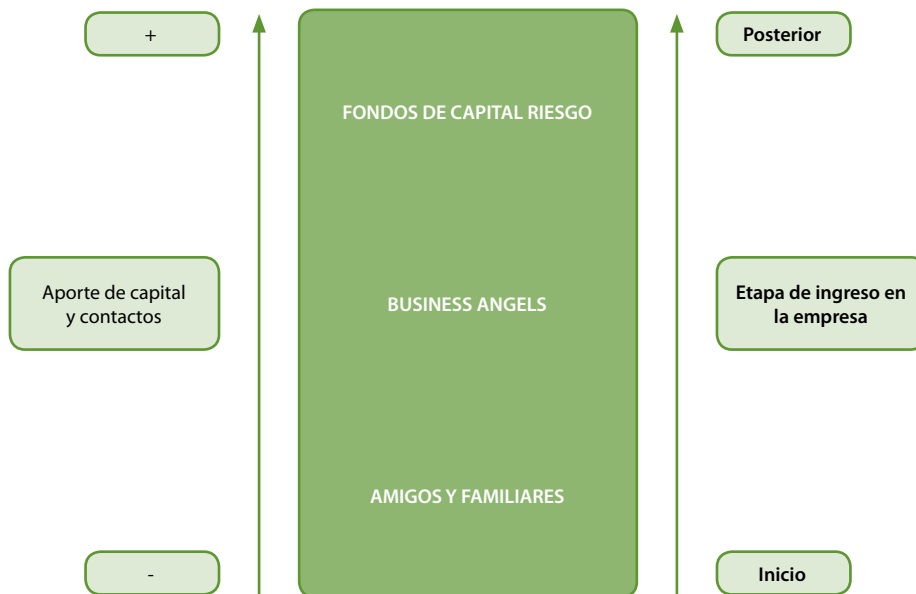 +
Posterior
FONDOS DE CAPITAL RIESGO
Aporte de capital
y contactos
BUSINESS ANGELS
Etapa de ingreso en
la empresa
AMIGOS Y FAMILIARES
-
Inicio